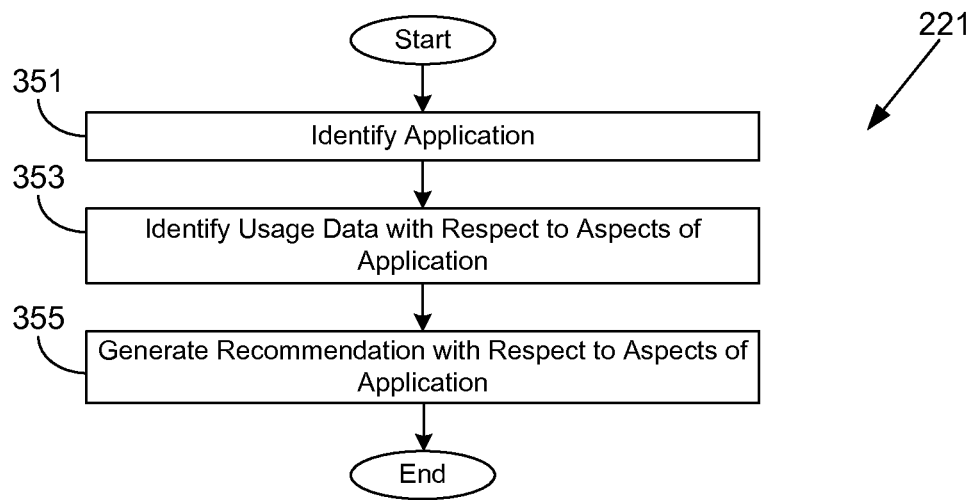 221
Start
351
Identify Application
353
Identify Usage Data with Respect to Aspects of
Application
355
Generate Recommendation with Respect to Aspects of
Application
End